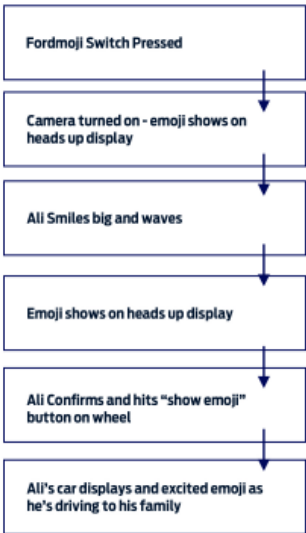 Fordmoji Switch Pressed
Camera turned on - emoji shows on
heads up display
Ali Smiles big and waves
Emoji shows on heads up display
Ali Confirms and hits “show emoji”
button on wheel
Ali's car displays and excited emoji as
he's driving to his family